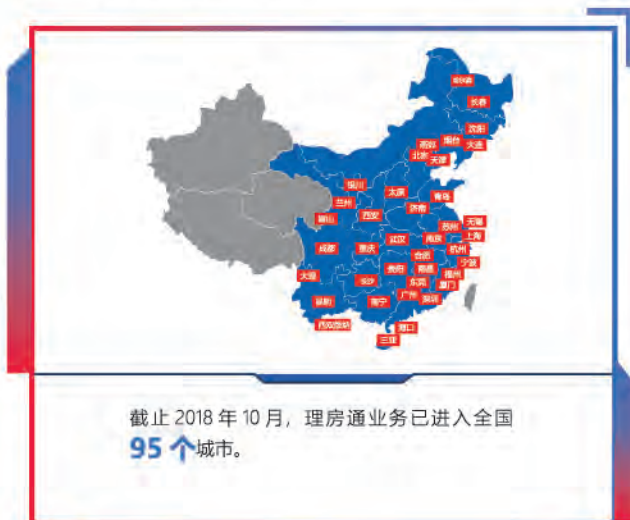 哈尔滨
长春
沈阳
廊坊 烟台 大连
北京 天津
银川 太原 青岛
兰州 济南
眉山 西安 无锡
苏州 上海
成都 重庆 武汉 南京 杭州
合肥 宁波
大理 贵阳 南昌 福州
长沙 东莞 厦门
昆明 南宁 广州 深圳
西双版纳 海口
三亚
截止 2018 年 10 月，理房通业务已进入全国
95 个城市。